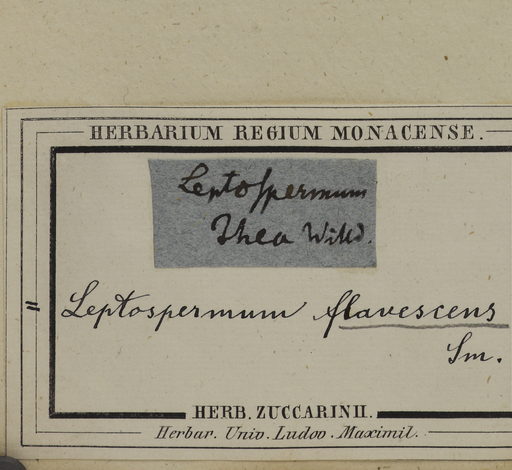 HERBARIUM REGIUM MONACENSE.
Leptospermum
Thea Willd.
= Leptospermum flavescens
Sm.
HERB. ZUCCARINII.
Herbar. Univ. Ludov. Maximil.